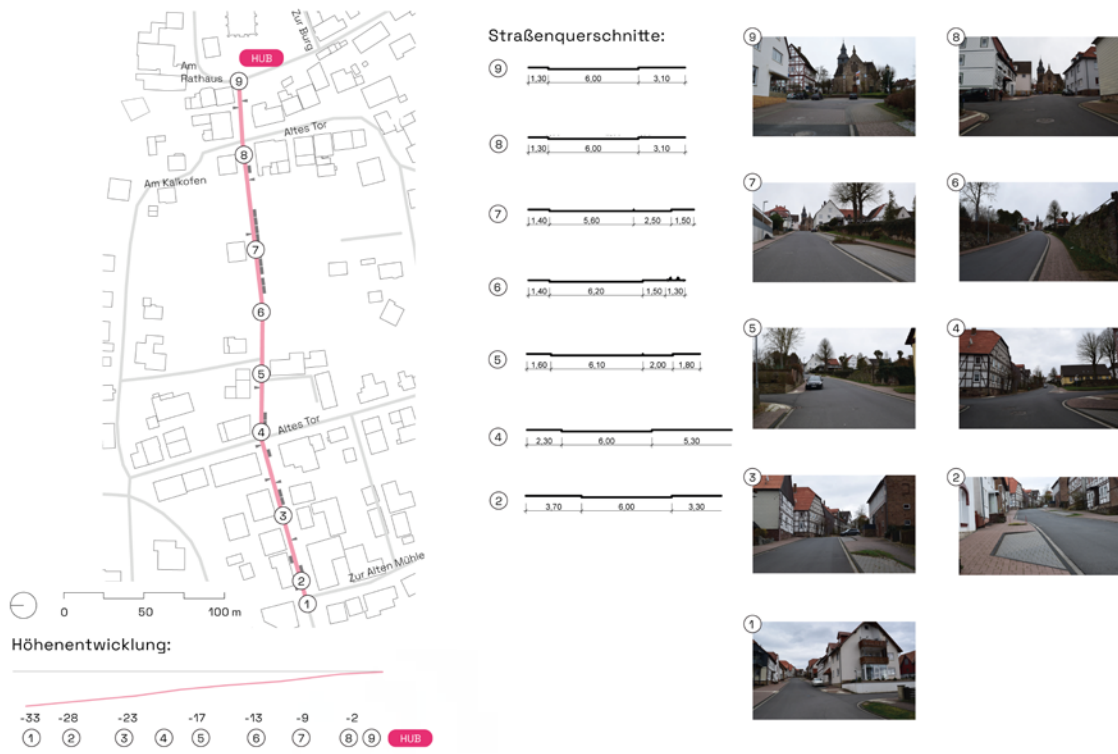 Zur Burg
HUB
Am
Rathaus
9
Altes Tor
8
Am Kalkofen
7
6
5
Altes Tor
4
3
2
Zur Alten Mühle
1
0 50 100 m
Höhenentwicklung:
-33 -28 -23 -17 -13 -9 -2
1 2 3 4 5 6 7 8 9 HUB
Straßenquerschnitte:
9
1,30 6,00 3,10
8
1,30 6,00 3,10
7
1,40 5,60 2,50 1,50
6
1,40 6,20 1,50 1,30
5
1,60 6,10 2,00 1,80
4
2,30 6,00 5,30
2
3,70 6,00 3,30
9 8
7 6
5 4
3 2
1